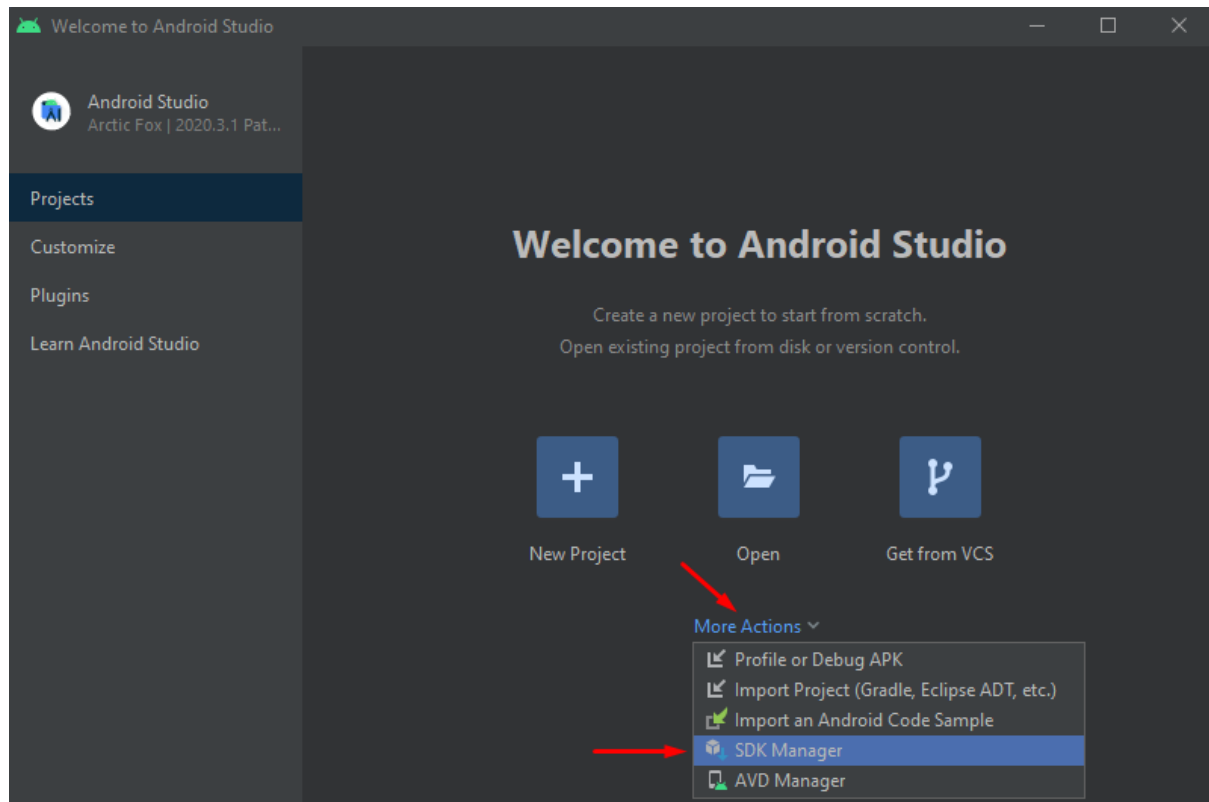 Welcome to Android Studio
Android Studio
Arctic Fox | 2020.3.1 Pat...
Projects
Customize
Plugins
Learn Android Studio
Welcome to Android Studio
Create a new project to start from scratch.
Open existing project from disk or version control.
New Project
Open
Get from VCS
More Actions
Profile or Debug APK
Import Project (Gradle, Eclipse ADT, etc.)
Import an Android Code Sample
SDK Manager
AVD Manager